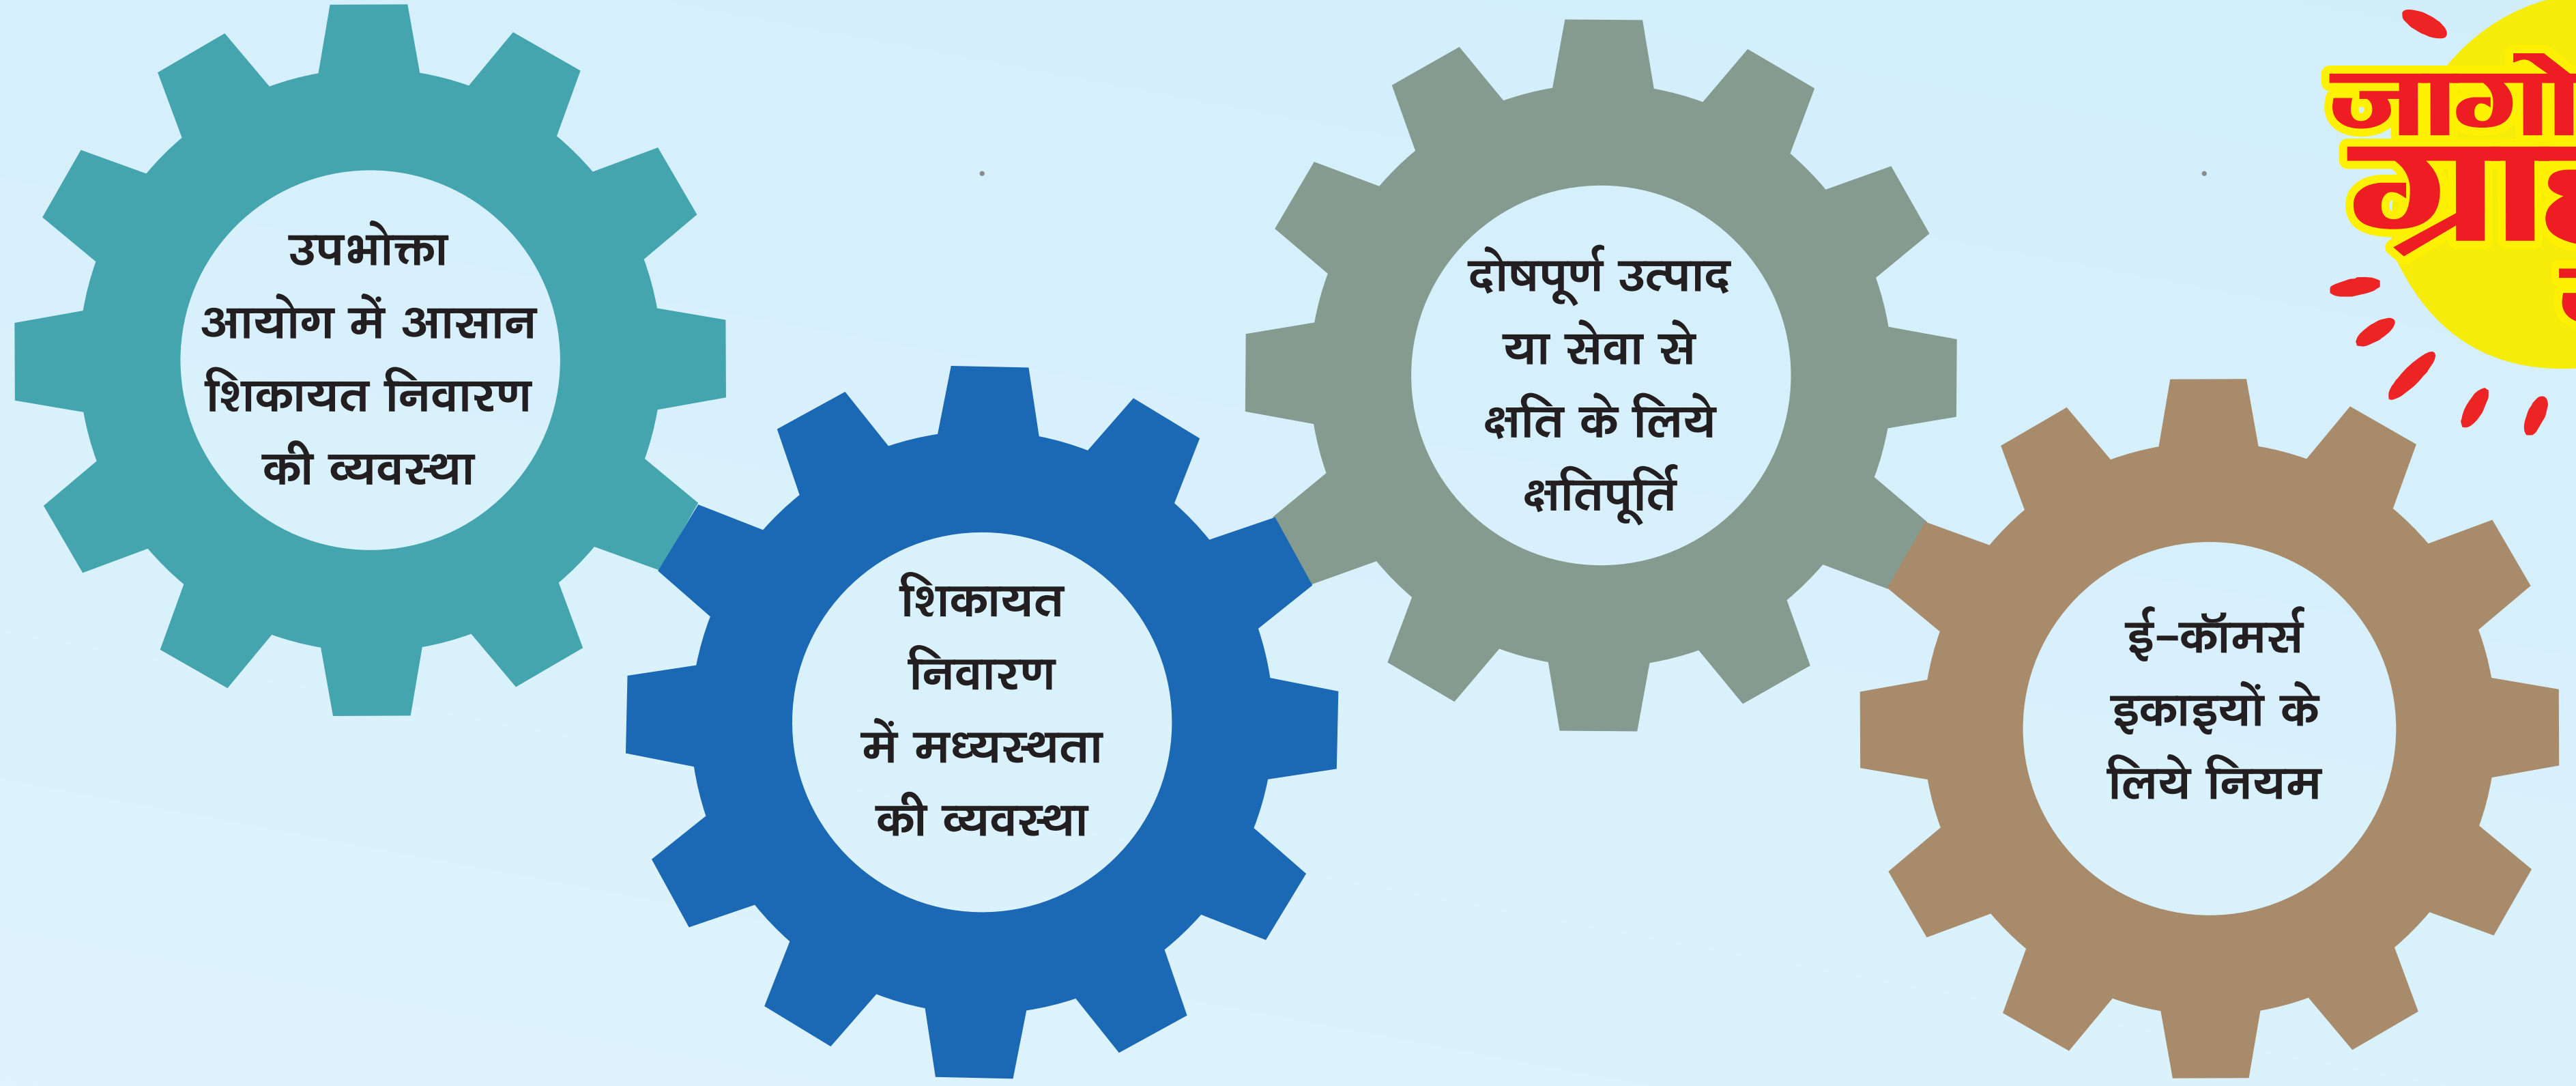 उपभोक्ता
आयोग में आसान
शिकायत निवारण
की व्यवस्था
शिकायत
निवारण
में मध्यस्थता
की व्यवस्था
दोषपूर्ण उत्पाद
या सेवा से
क्षति के लिये
क्षतिपूर्ति
ई-कॉमर्स
इकाइयों के
लिये नियम
जागो